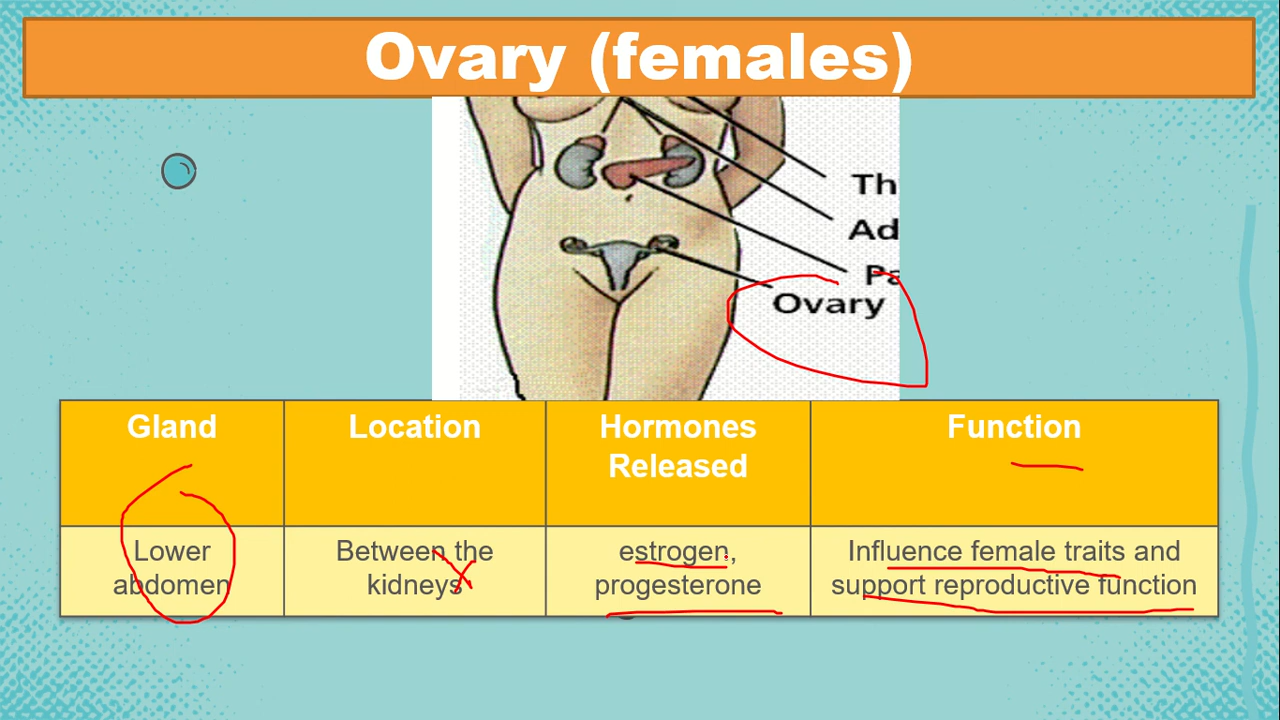 Ovary (females)
Th
Ad
Pa
Ovary
Gland
Location
Hormones
Released
Function
Lower
abdomen
Between the
kidneys
estrogen,
progesterone
Influence female traits and
support reproductive function